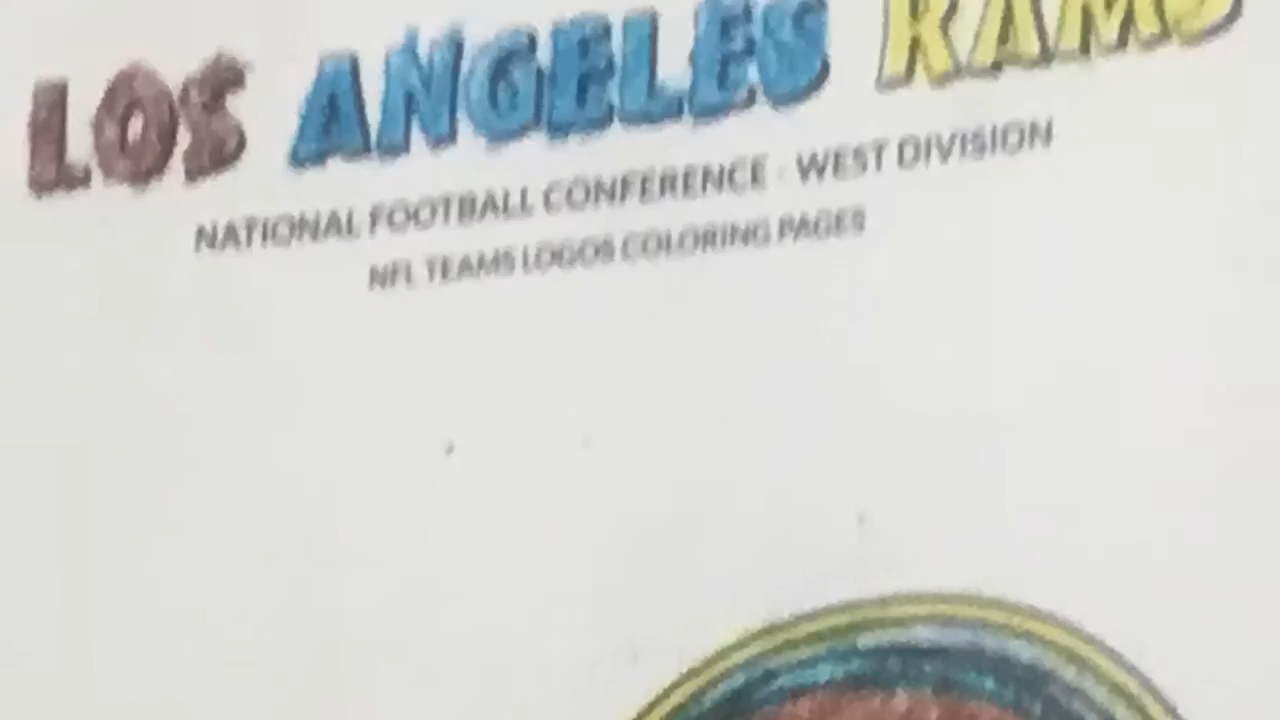 LOS ANGELES RAMS
NATIONAL FOOTBALL CONFERENCE · WEST DIVISION
NFL TEAMS LOGOS COLORING PAGES